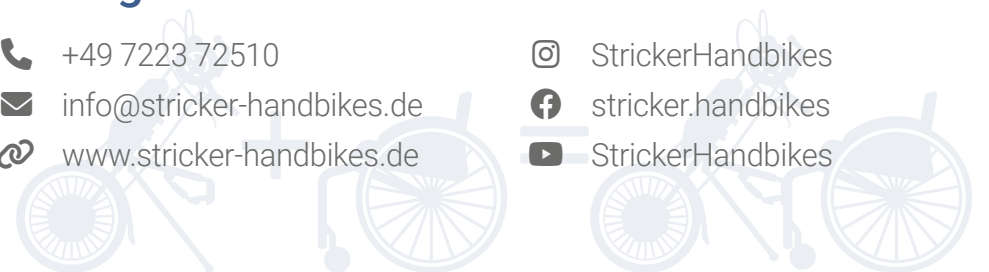 +49 7223 72510
info@stricker-handbikes.de
www.stricker-handbikes.de
StrickerHandbikes
stricker.handbikes
StrickerHandbikes